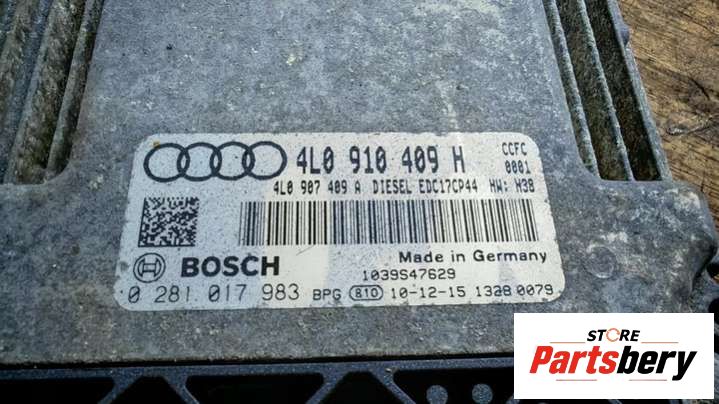 4L0 910 409 H CCFC 0001
4L0 907 409 A DIESEL EDC17CP44 HW: H38
BOSCH Made in Germany
1039S47629
0 281 017 983 BPG 810 10-12-15 1328 0079
STORE
Partsbery